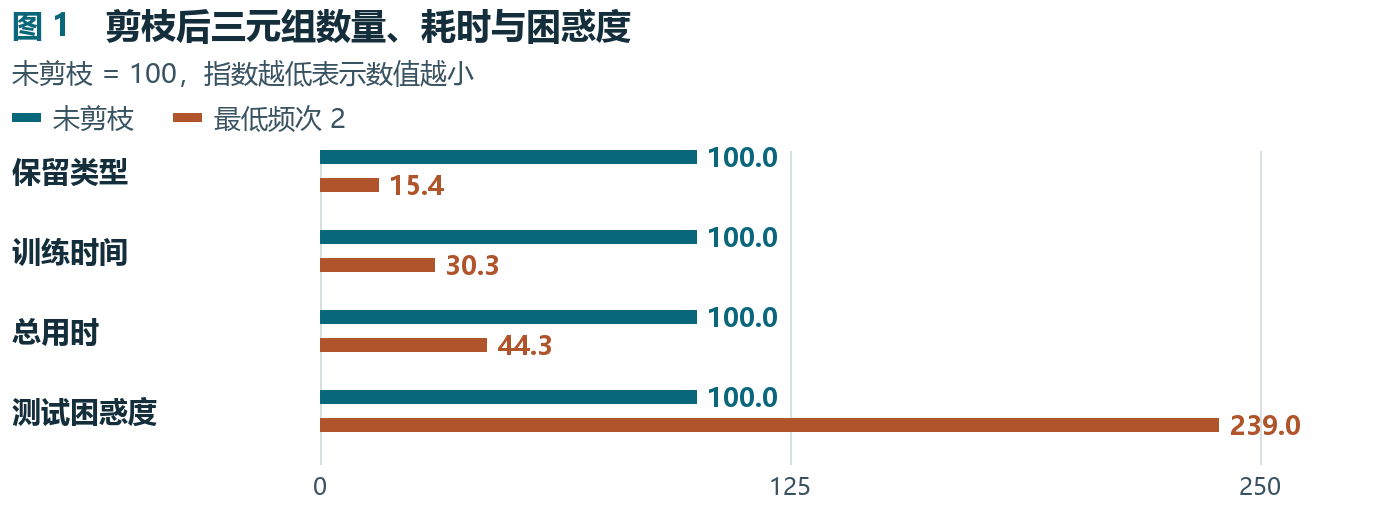 图 1 剪枝后三元组数量、耗时与困惑度
未剪枝 = 100，指数越低表示数值越小
未剪枝 最低频次 2
保留类型 100.0
15.4
训练时间 100.0
30.3
总用时 100.0
44.3
测试困惑度 100.0
239.0
0 125 250